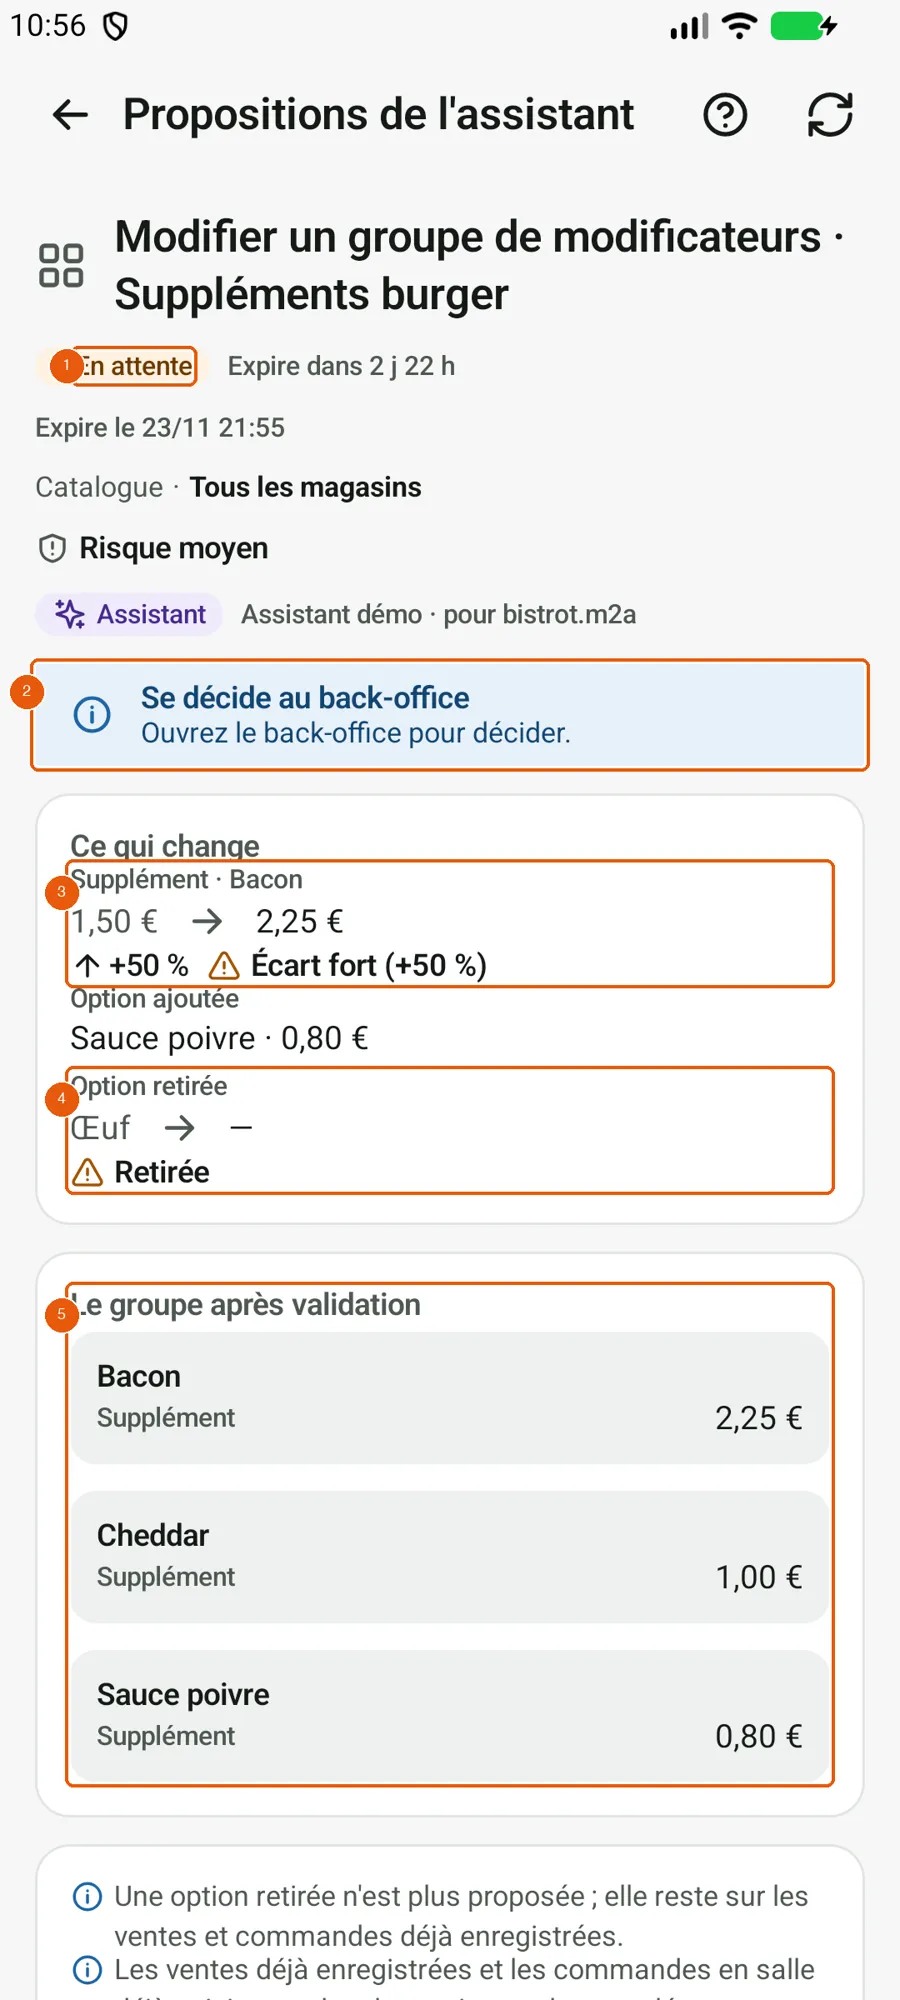 10:56
Propositions de l'assistant
Modifier un groupe de modificateurs ·
Suppléments burger
1
En attente
Expire dans 2 j 22 h
Expire le 23/11 21:55
Catalogue · Tous les magasins
Risque moyen
Assistant
Assistant démo · pour bistrot.m2a
2
Se décide au back-office
Ouvrez le back-office pour décider.
Ce qui change
3
Supplément · Bacon
1,50 € → 2,25 €
↑ +50 % Écart fort (+50 %)
Option ajoutée
Sauce poivre · 0,80 €
4
Option retirée
Œuf → —
Retirée
5
Le groupe après validation
Bacon
Supplément
2,25 €
Cheddar
Supplément
1,00 €
Sauce poivre
Supplément
0,80 €
Une option retirée n'est plus proposée ; elle reste sur les
ventes et commandes déjà enregistrées.
Les ventes déjà enregistrées et les commandes en salle